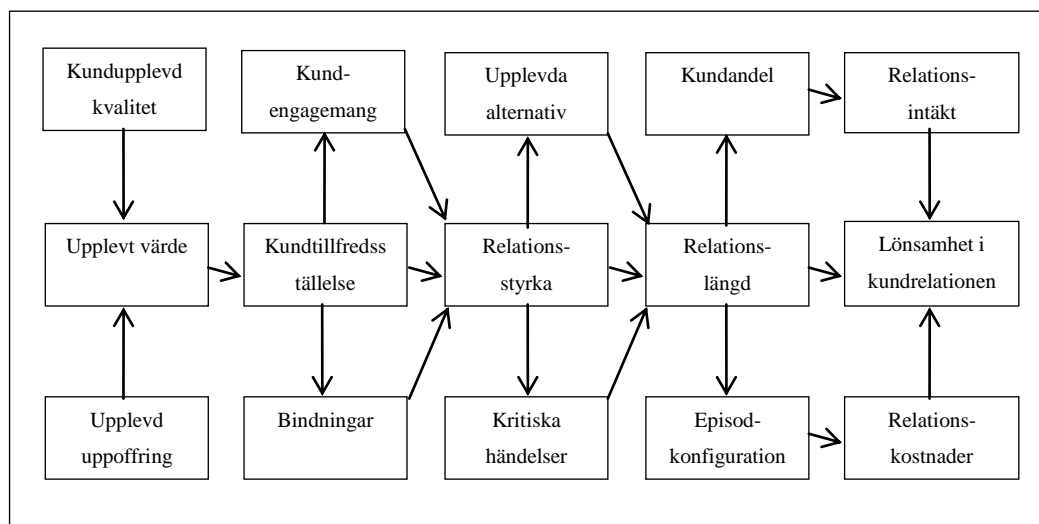 Kundupplevd
kvalitet
Kund-
engagemang
Upplevda
alternativ
Kundandel
Relations-
intäkt
Upplevt värde
Kundtillfredss
tällelse
Relations-
styrka
Relations-
längd
Lönsamhet i
kundrelationen
Upplevd
uppoffring
Bindningar
Kritiska
händelser
Episod-
konfiguration
Relations-
kostnader